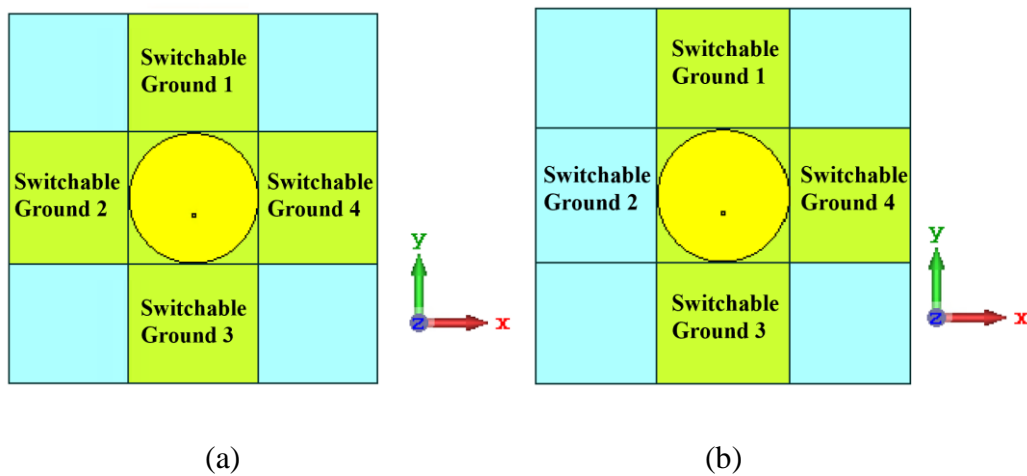 Switchable
Ground 1
Switchable
Ground 2
Switchable
Ground 4
Switchable
Ground 3
y
z
x
(a)
Switchable
Ground 1
Switchable
Ground 2
Switchable
Ground 4
Switchable
Ground 3
y
z
x
(b)